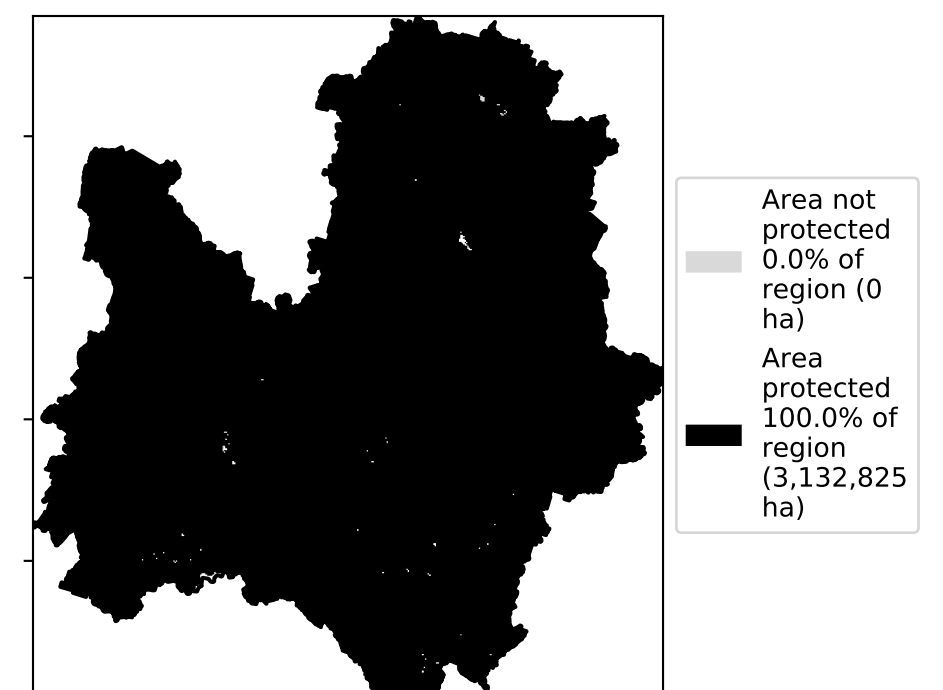 Area not
protected
0.0% of
region (0
ha)
Area
protected
100.0% of
region
(3,132,825
ha)